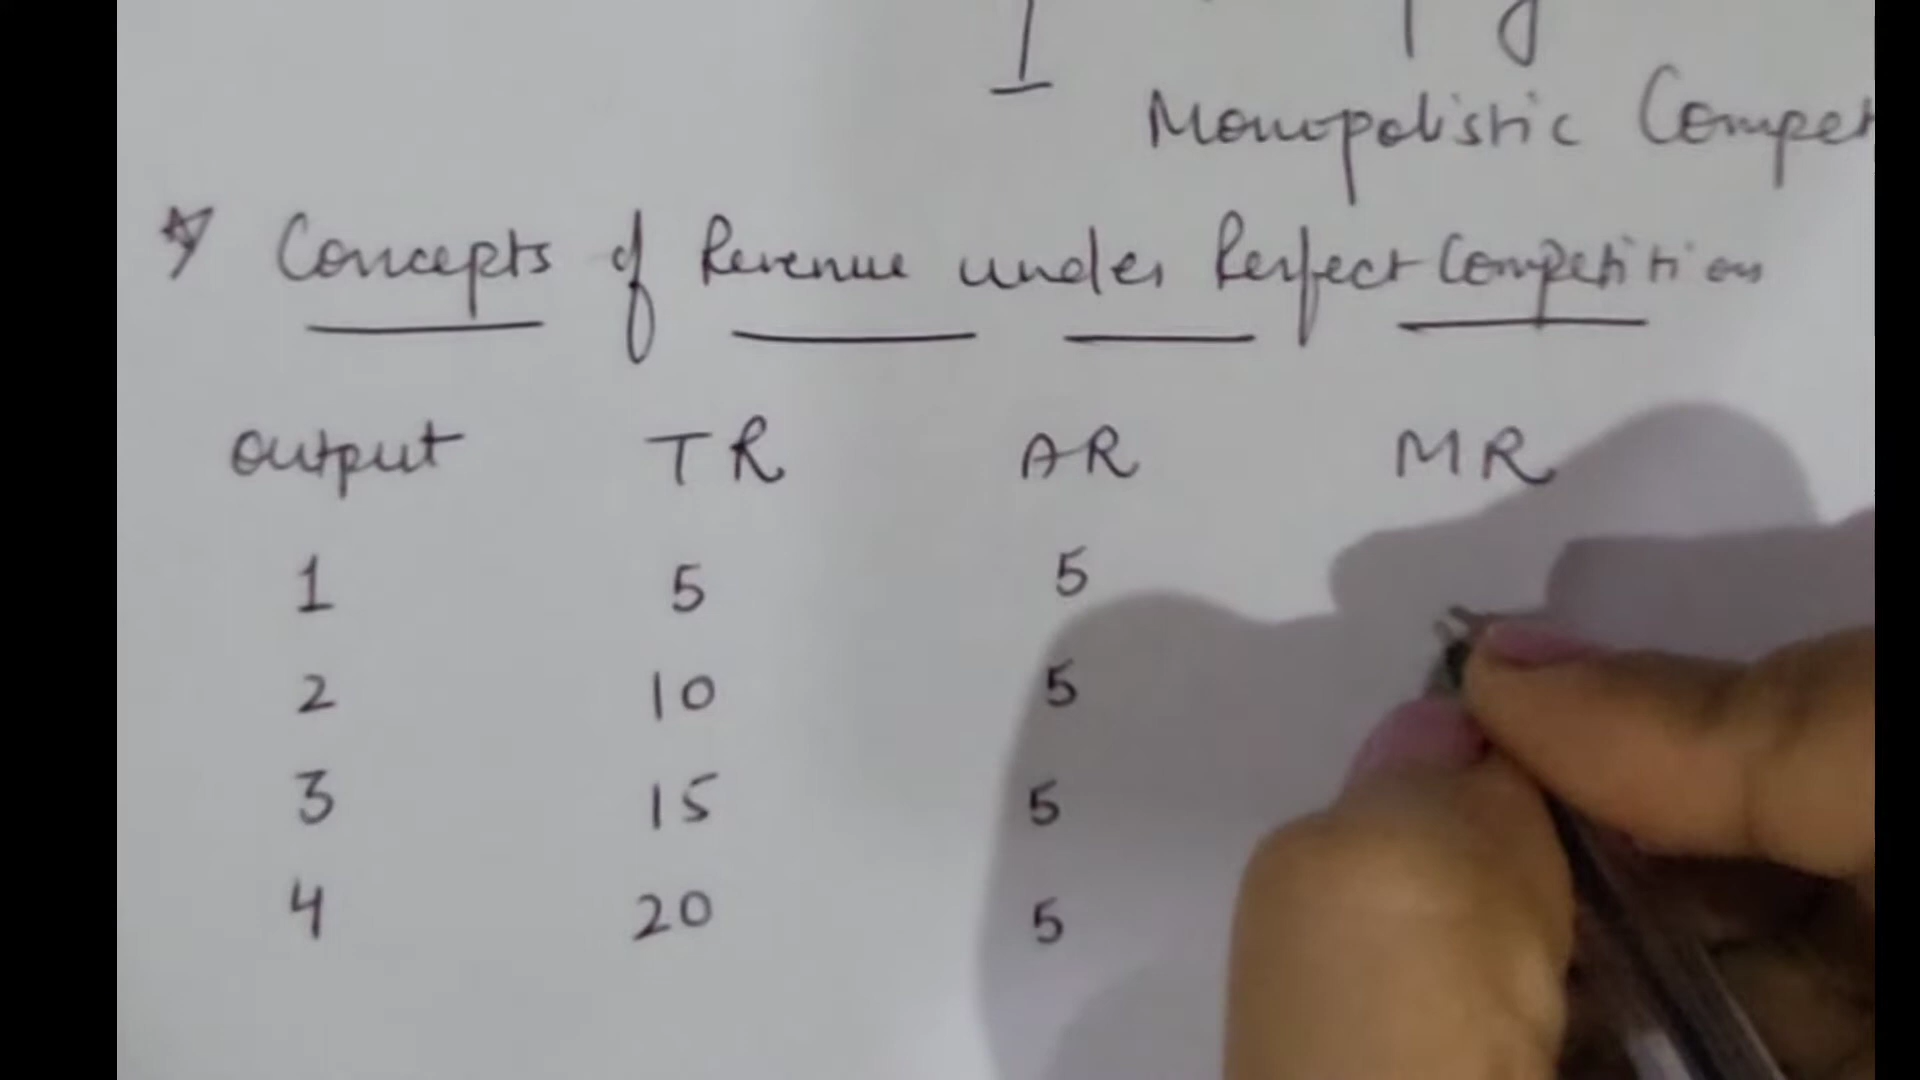 Monopolistic Compet
Concepts of Revenue under Perfect Competition
output TR AR MR
1 5 5
2 10 5
3 15 5
4 20 5